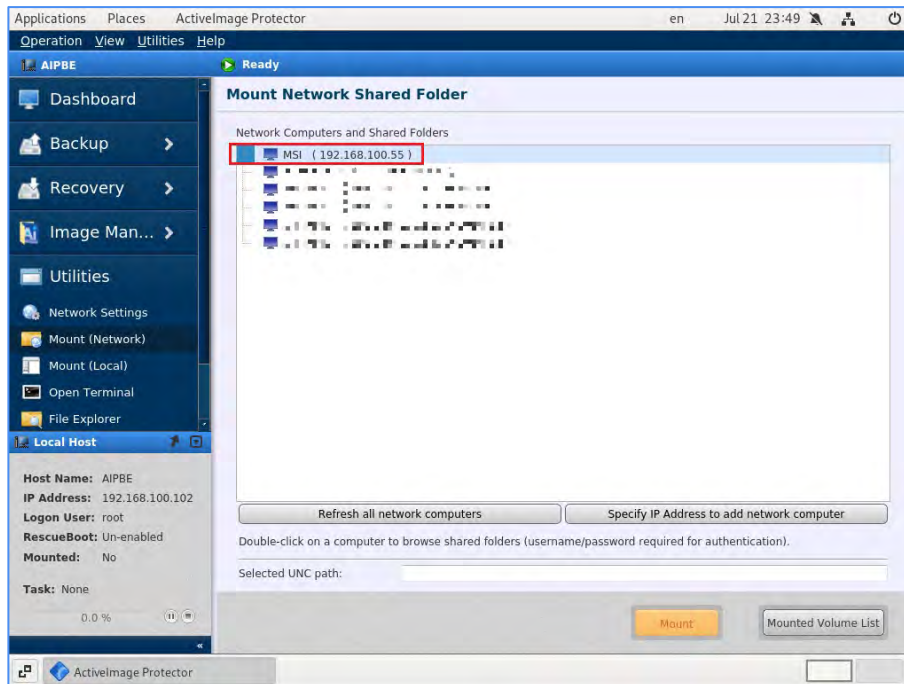 Applications Places ActiveImage Protector en Jul 21 23:49
Operation View Utilities Help
AIPBE
Ready
Dashboard
Backup
Recovery
Image Man...
Utilities
Network Settings
Mount (Network)
Mount (Local)
Open Terminal
File Explorer
Local Host
Host Name: AIPBE
IP Address: 192.168.100.102
Logon User: root
RescueBoot: Un-enabled
Mounted: No
Task: None
0.0 %
Mount Network Shared Folder
Network Computers and Shared Folders
MSI ( 192.168.100.55 )
Refresh all network computers
Specify IP Address to add network computer
Double-click on a computer to browse shared folders (username/password required for authentication).
Selected UNC path:
Mount
Mounted Volume List
ActiveImage Protector